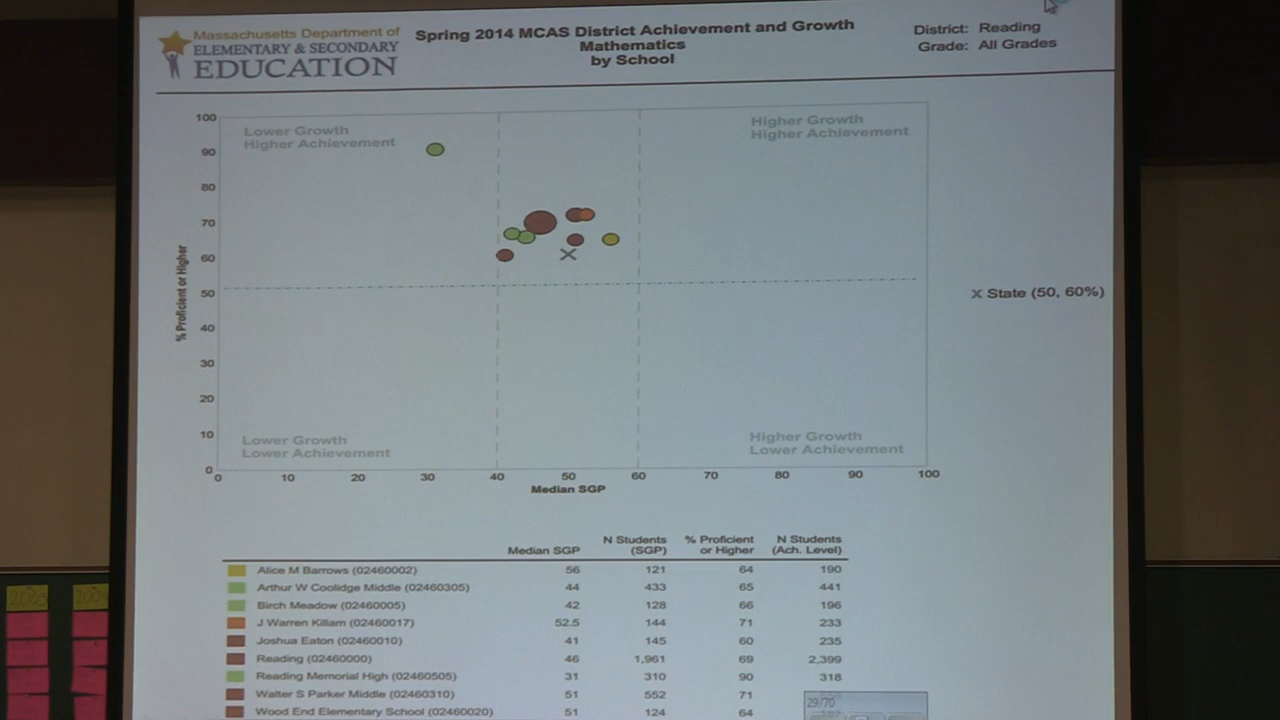 Massachusetts Department of
ELEMENTARY & SECONDARY
EDUCATION
Spring 2014 MCAS District Achievement and Growth
Mathematics
by School
District: Reading
Grade: All Grades
Lower Growth
Higher Achievement
Higher Growth
Higher Achievement
100
90
80
70
60
50
40
30
20
10
0
% Proficient or Higher
X State (50, 60%)
Lower Growth
Lower Achievement
Higher Growth
Lower Achievement
0 10 20 30 40 50 60 70 80 90 100
Median SGP
Median SGP N Students (SGP) % Proficient or Higher N Students (Ach. Level)
Alice M Barrows (02460002) 56 121 64 190
Arthur W Coolidge Middle (02460305) 44 433 65 441
Birch Meadow (02460005) 42 128 66 196
J Warren Killam (02460017) 52.5 144 71 233
Joshua Eaton (02460010) 41 145 60 235
Reading (02460000) 46 1,961 69 2,399
Reading Memorial High (02460505) 31 310 90 318
Walter S Parker Middle (02460310) 51 552 71
Wood End Elementary School (02460020) 51 124 64
29/70
2003